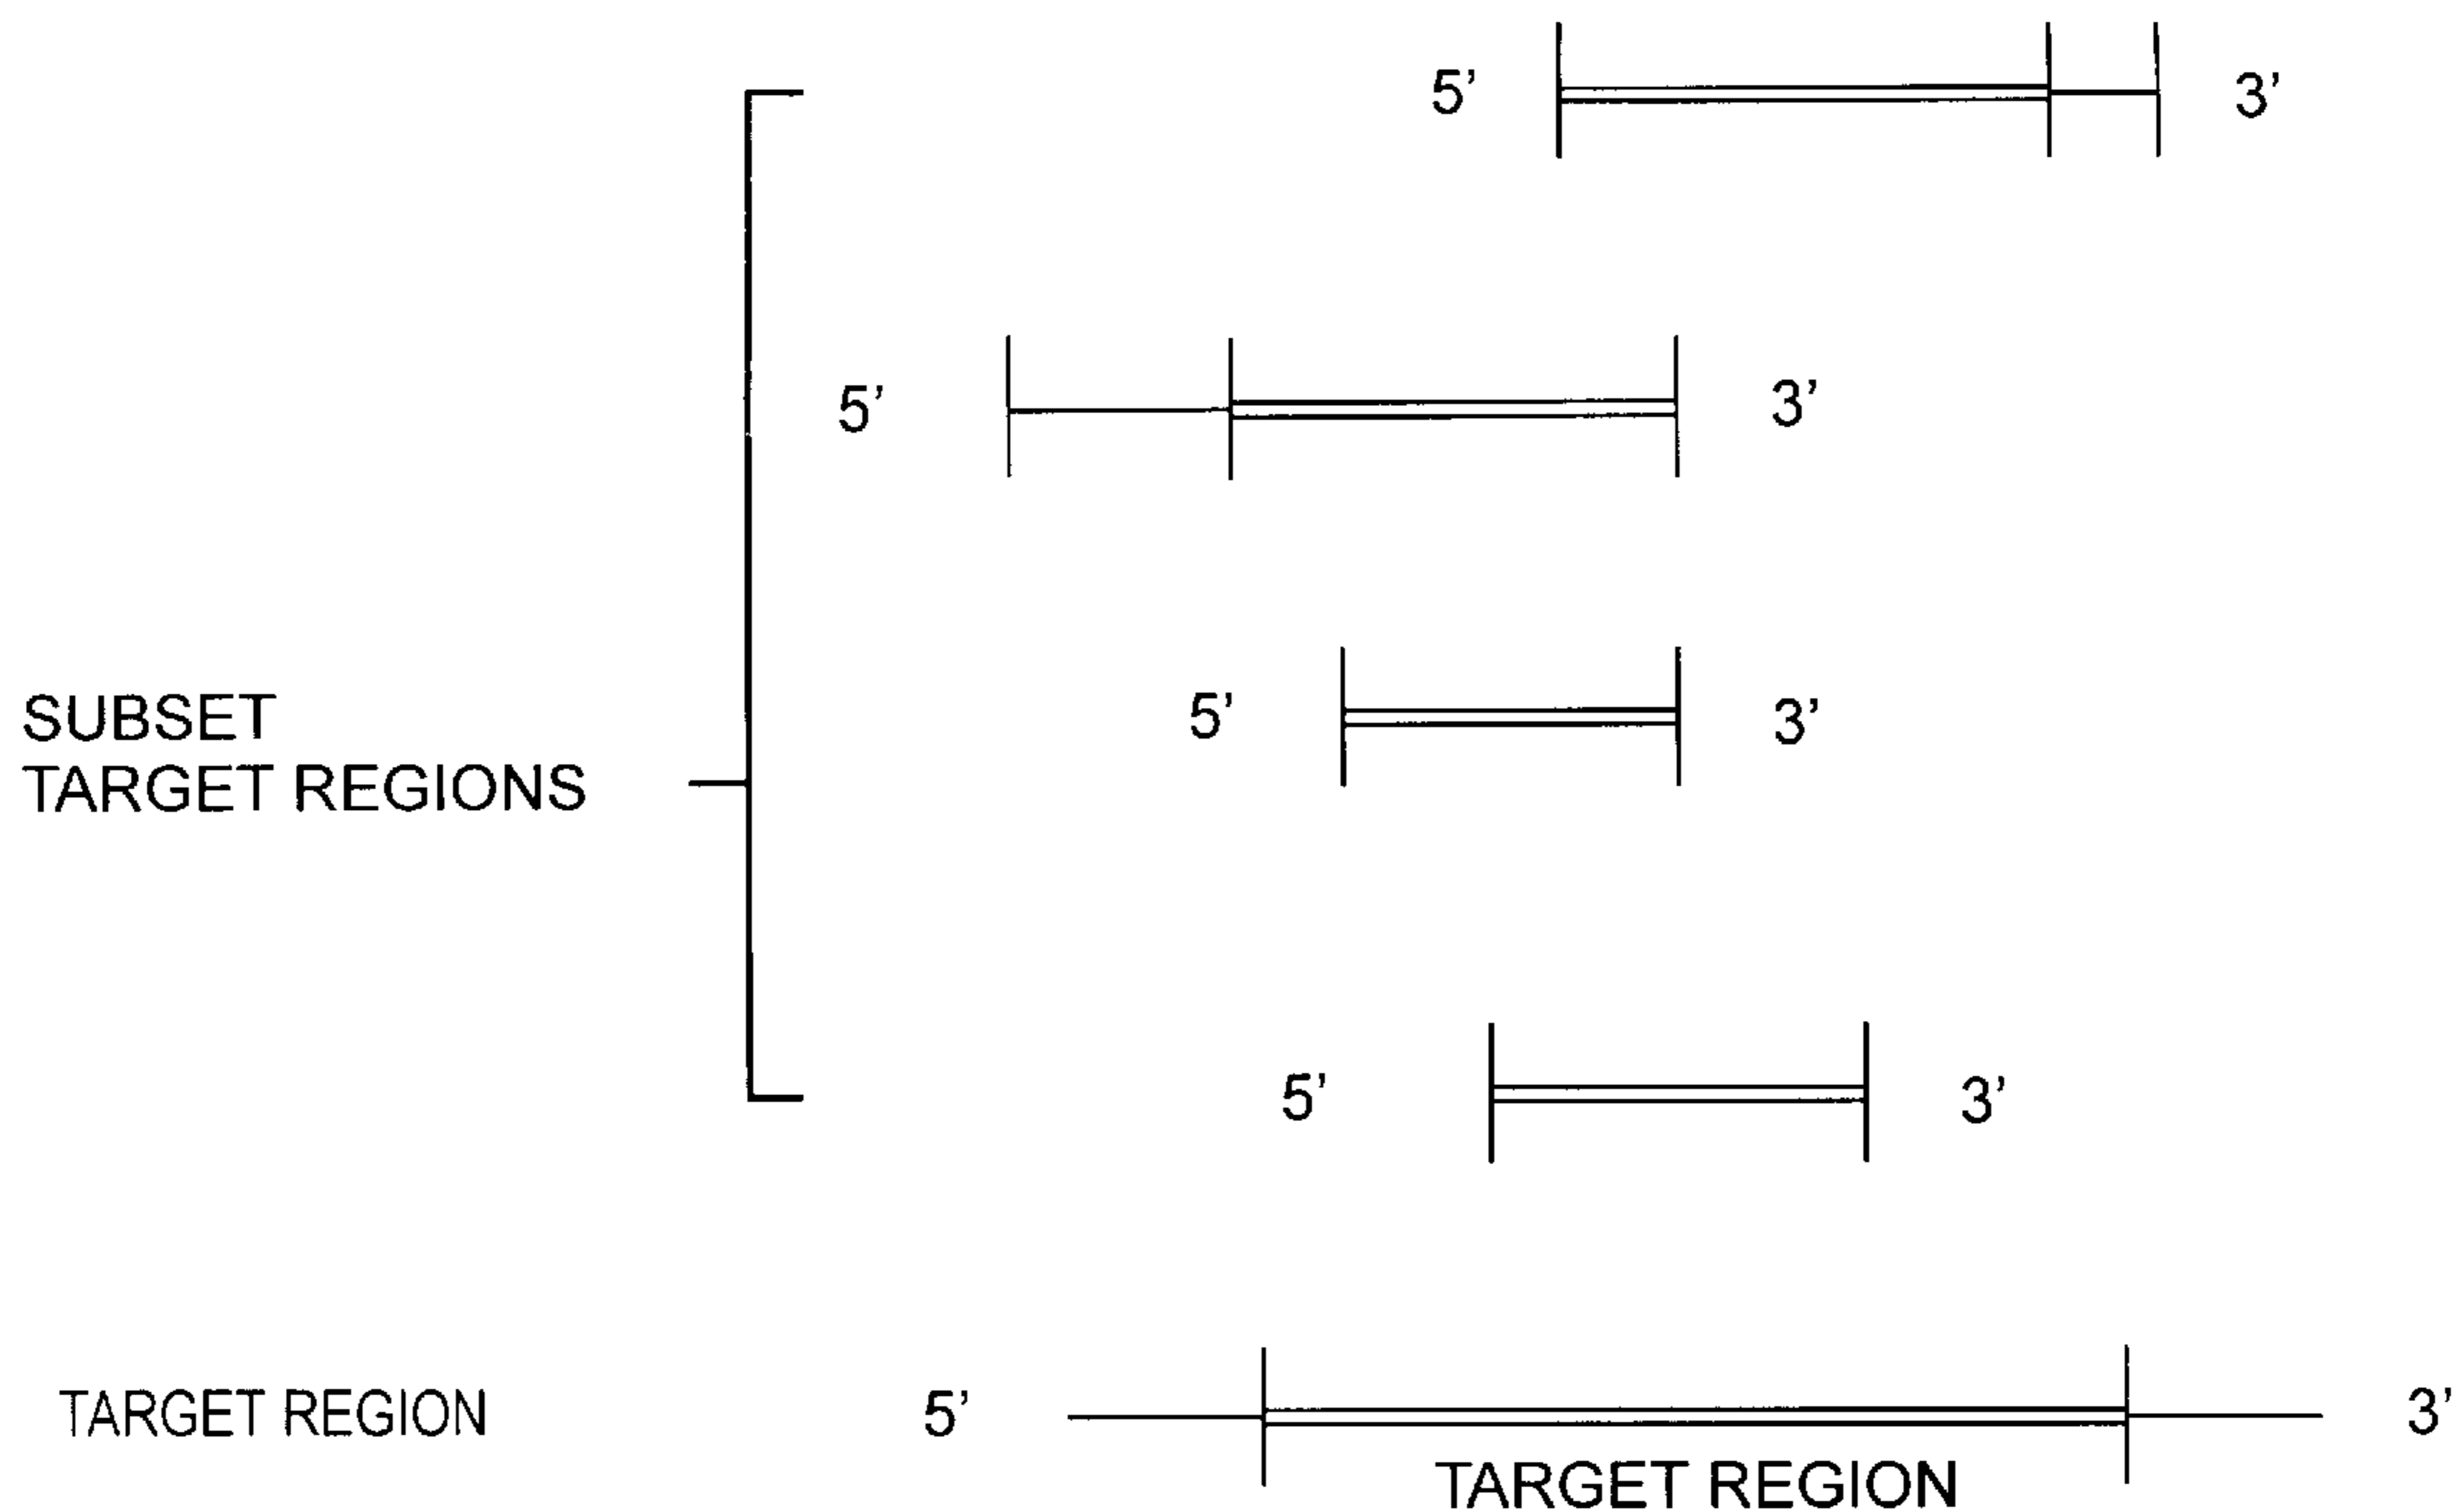 5' 3'
5' 3'
SUBSET
TARGET REGIONS
5' 3'
5' 3'
TARGET REGION 5' 3'
TARGET REGION